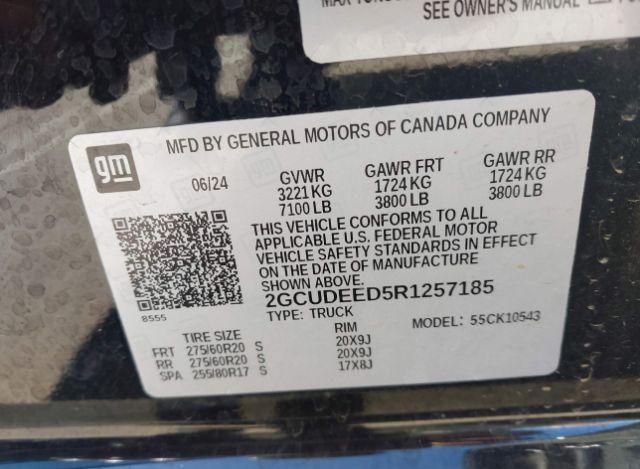 SEE OWNER'S MANUAL
gm
MFD BY GENERAL MOTORS OF CANADA COMPANY
06/24 GVWR GAWR FRT GAWR RR
3221 KG 1724 KG 1724 KG
7100 LB 3800 LB 3800 LB
THIS VEHICLE CONFORMS TO ALL
APPLICABLE U.S. FEDERAL MOTOR
VEHICLE SAFETY STANDARDS IN EFFECT
ON THE DATE OF MANUFACTURE
SHOWN ABOVE.
8555
2GCUDEED5R1257185
TYPE: TRUCK MODEL: 55CK10543
TIRE SIZE RIM
FRT 275/60R20 S 20X9J
RR 275/60R20 S 20X9J
SPA 255/80R17 S 17X8J